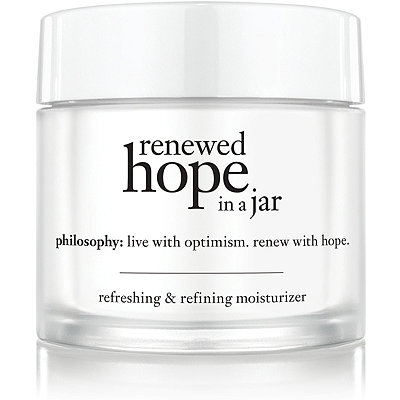 renewed
hope.
in a jar
philosophy: live with optimism. renew with hope.
refreshing & refining moisturizer